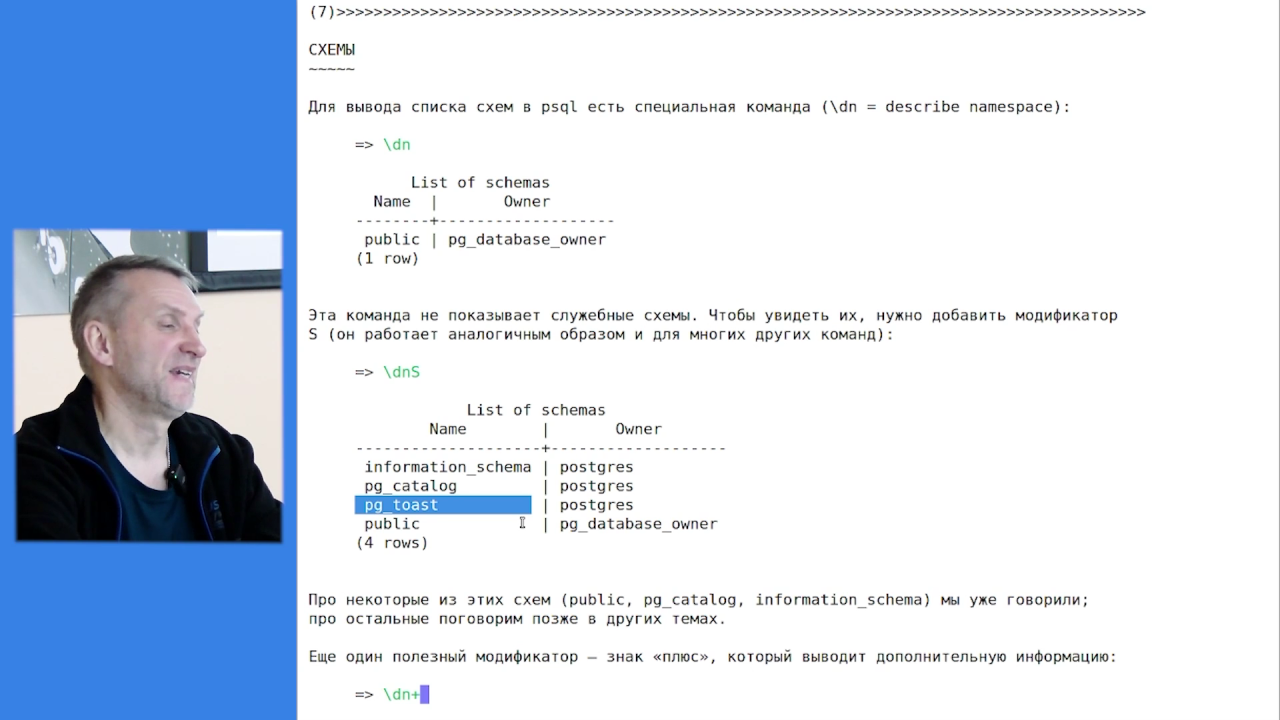 (7)>>>>>>>>>>>>>>>>>>>>>>>>>>>>>>>>>>>>>>>>>>>>>>>>>>>>>>>>>>>>>>>>>>>>>>>>>>>>>>>>>>>>>>>
СХЕМЫ
~~~~~
Для вывода списка схем в psql есть специальная команда (\dn = describe namespace):
=> \dn
List of schemas
Name | Owner
--------+-------------------
public | pg_database_owner
(1 row)
Эта команда не показывает служебные схемы. Чтобы увидеть их, нужно добавить модификатор
S (он работает аналогичным образом и для многих других команд):
=> \dnS
List of schemas
Name | Owner
--------------------+-------------------
information_schema | postgres
pg_catalog | postgres
pg_toast | postgres
public | pg_database_owner
(4 rows)
Про некоторые из этих схем (public, pg_catalog, information_schema) мы уже говорили;
про остальные поговорим позже в других темах.
Еще один полезный модификатор — знак «плюс», который выводит дополнительную информацию:
=> \dn+